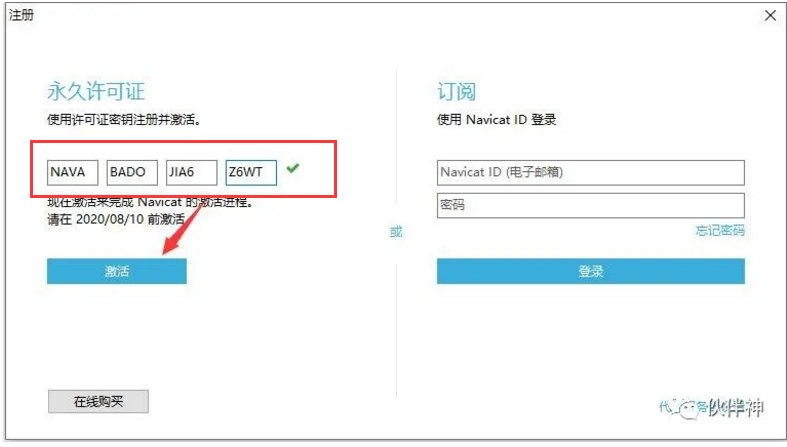 注册
永久许可证
使用许可证密钥注册并激活。
NAVA BADO JIA6 Z6WT
现在激活来完成 Navicat 的激活进程。
请在 2020/08/10 前激活
激活
在线购买
或
订阅
使用 Navicat ID 登录
Navicat ID (电子邮箱)
密码
忘记密码
登录
伙伴神